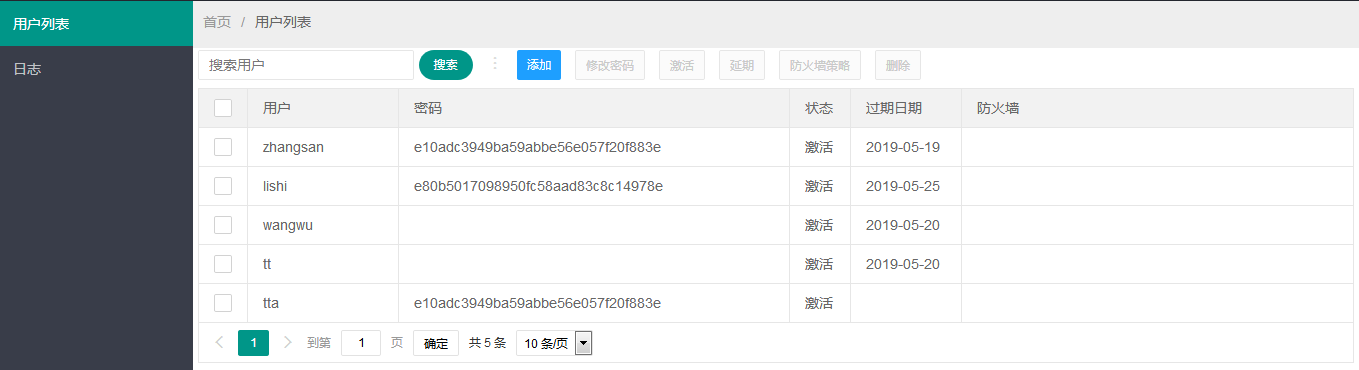 用户列表
日志
首页 / 用户列表
搜索用户 搜索 添加 修改密码 激活 延期 防火墙策略 删除
用户 密码 状态 过期日期 防火墙
zhangsan e10adc3949ba59abbe56e057f20f883e 激活 2019-05-19
lishi e80b5017098950fc58aad83c8c14978e 激活 2019-05-25
wangwu 激活 2019-05-20
tt 激活 2019-05-20
tta e10adc3949ba59abbe56e057f20f883e 激活
1 到第 1 页 确定 共 5 条 10 条/页